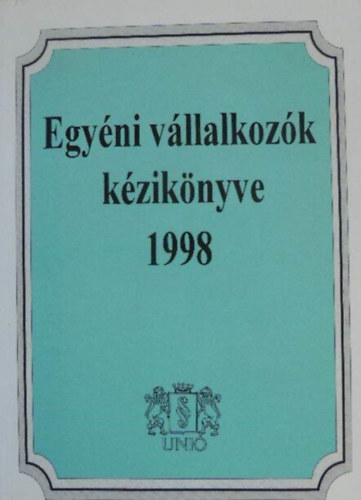 Egyéni vállalkozók
kézikönyve
1998
§
UNIÓ